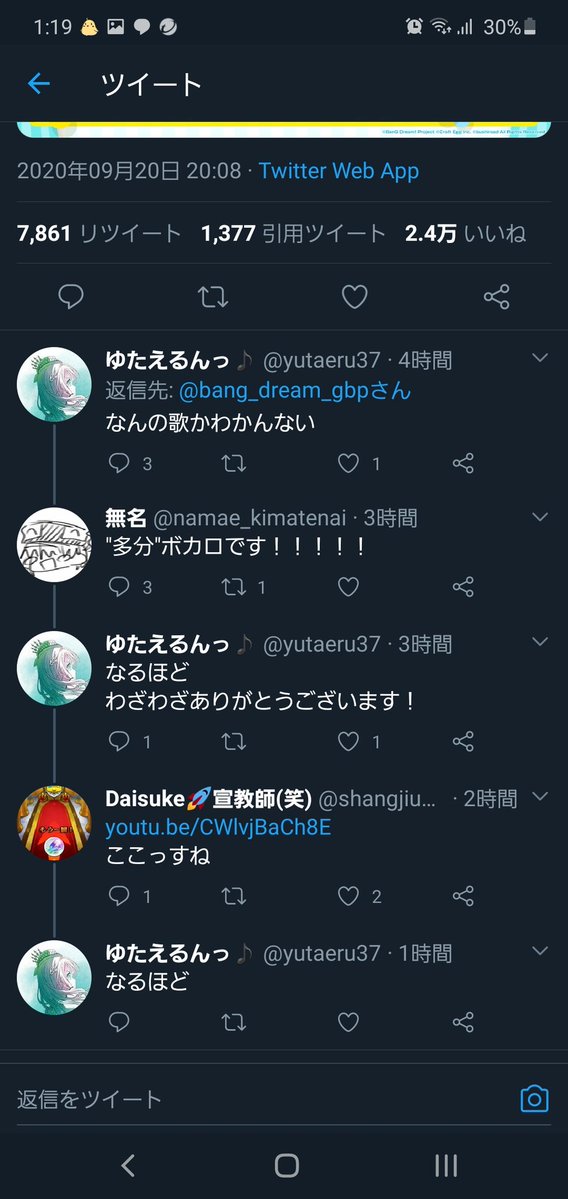 1:19
30%
ツイート
©BanG Dream! Project ©Craft Egg Inc. ©bushiroad All Rights Reserved.
2020年09月20日 20:08 · Twitter Web App
7,861 リツイート 1,377 引用ツイート 2.4万 いいね
ゆたえるんっ♪ @yutaeru37 · 4時間
返信先: @bang_dream_gbpさん
なんの歌かわかんない
3 1
無名 @namae_kimatenai · 3時間
"多分"ボカロです！！！！！
3 1
ゆたえるんっ♪ @yutaeru37 · 3時間
なるほど
わざわざありがとうございます！
1 1
Daisuke🚀宣教師(笑) @shangjiu... · 2時間
youtu.be/CWlvjBaCh8E
ここっすね
1 2
ゆたえるんっ♪ @yutaeru37 · 1時間
なるほど
返信をツイート